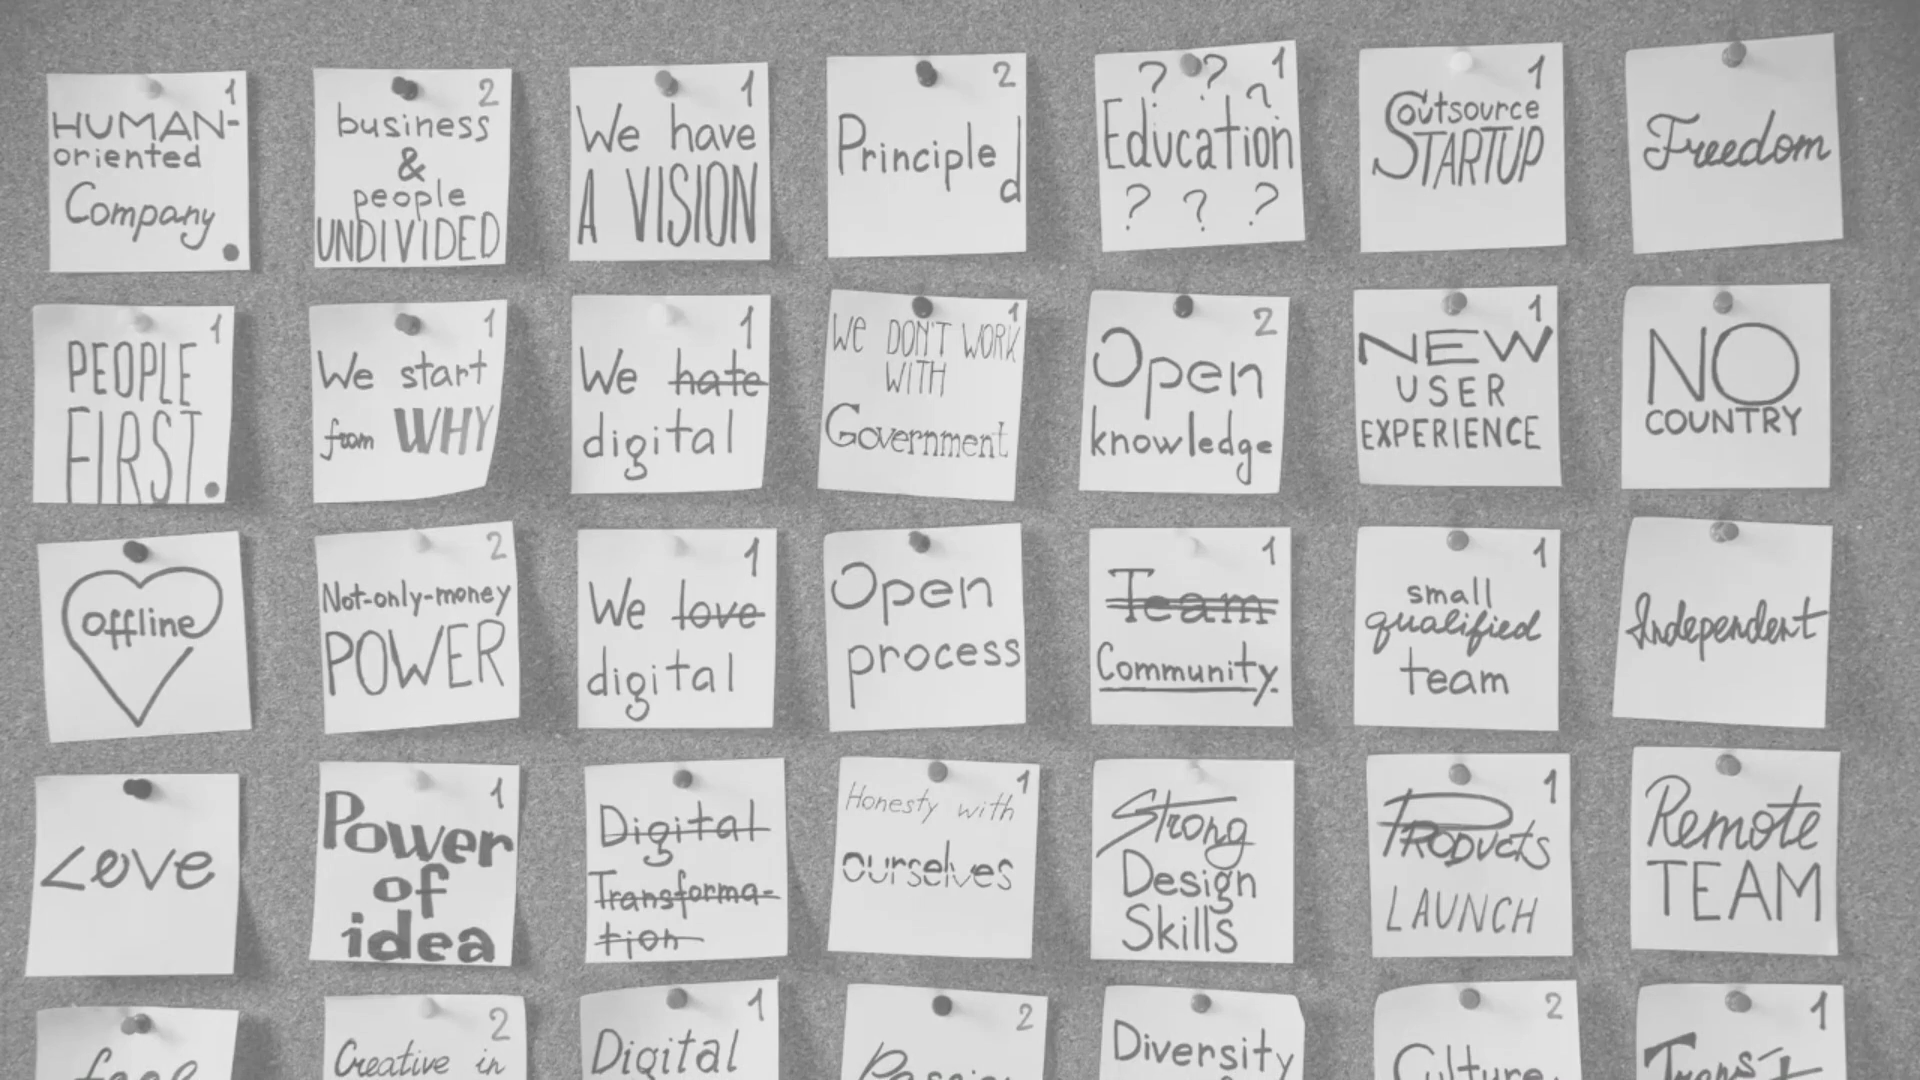 1
HUMAN-
oriented
Company.
2
business
&
people
UNDIVIDED
1
We have
A VISION
2
Principled
? ? 1
?
Education
? ? ?
1
Outsource
STARTUP
Freedom
1
PEOPLE
FIRST.
1
We start
from WHY
1
We hate
digital
1
We DON'T WORK
WITH
Government
2
Open
knowledge
1
NEW
USER
EXPERIENCE
NO
COUNTRY
offline
2
Not-only-money
POWER
1
We love
digital
Open
process
1
Team
Community.
1
small
qualified
team
Independent
Love
1
Power
of
idea
Digital
Transforma-
tion
1
Honesty with
ourselves
Strong
Design
Skills
1
Products
LAUNCH
Remote
TEAM
2
Creative in
1
Digital
2
Diversity
2
Culture
1